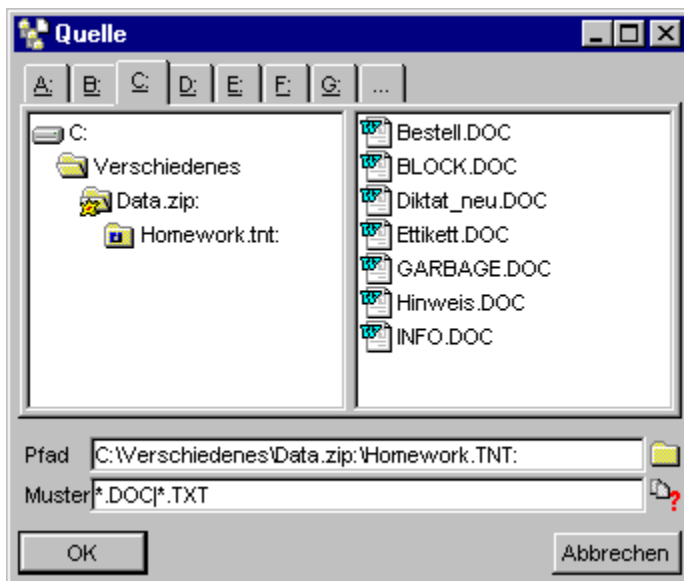 Quelle
A: B: C: D: E: F: G: ...
C:
Verschiedenes
Data.zip:
Homework.tnt:
Bestell.DOC
BLOCK.DOC
Diktat_neu.DOC
Ettikett.DOC
GARBAGE.DOC
Hinweis.DOC
INFO.DOC
Pfad C:\Verschiedenes\Data.zip:\Homework.TNT:
Muster *.DOC|*.TXT
OK Abbrechen